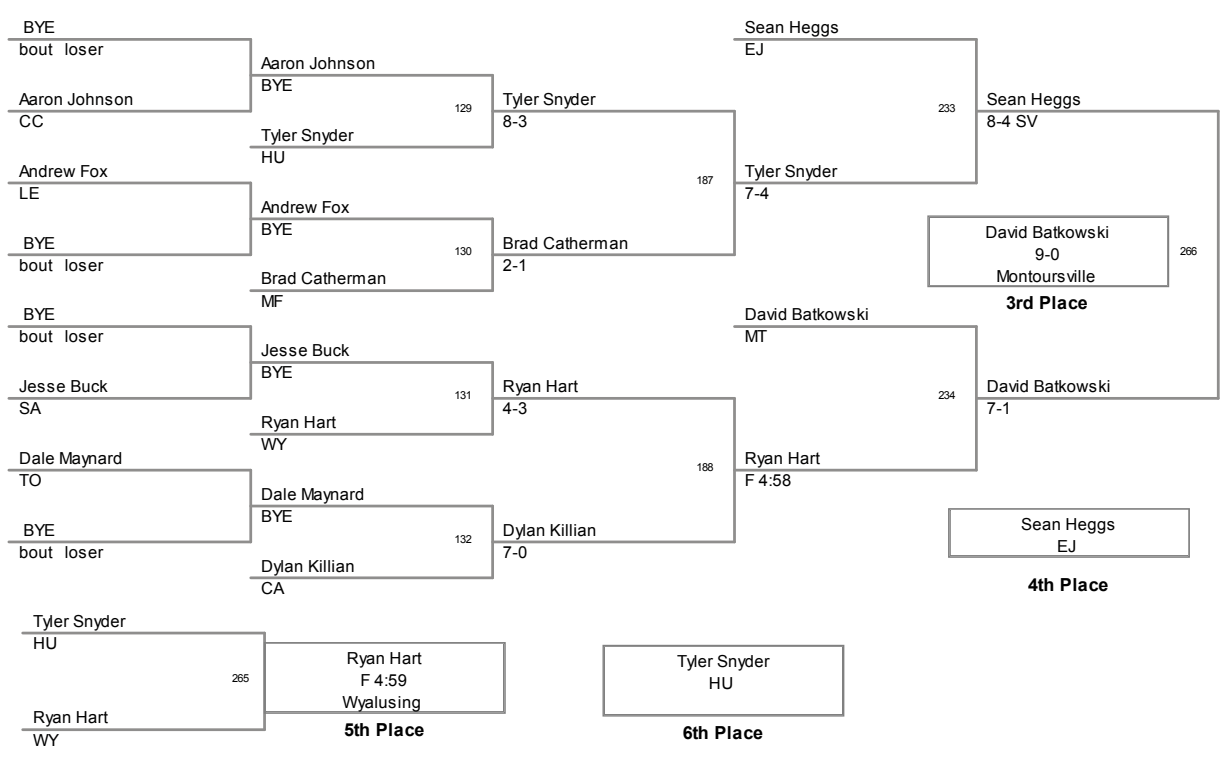 BYE
bout loser
Aaron Johnson
CC
Andrew Fox
LE
BYE
bout loser
BYE
bout loser
Jesse Buck
SA
Dale Maynard
TO
BYE
bout loser
Aaron Johnson
BYE
129
Tyler Snyder
HU
Andrew Fox
BYE
130
Brad Catherman
MF
Jesse Buck
BYE
131
Ryan Hart
WY
Dale Maynard
BYE
132
Dylan Killian
CA
Tyler Snyder
8-3
187
Brad Catherman
2-1
Ryan Hart
4-3
188
Dylan Killian
7-0
Sean Heggs
EJ
233
Tyler Snyder
7-4
David Batkowski
MT
234
Ryan Hart
F 4:58
Sean Heggs
8-4 SV
David Batkowski
9-0
Montoursville
266
3rd Place
David Batkowski
7-1
Sean Heggs
EJ
4th Place
Tyler Snyder
HU
265
Ryan Hart
WY
Ryan Hart
F 4:59
Wyalusing
5th Place
Tyler Snyder
HU
6th Place